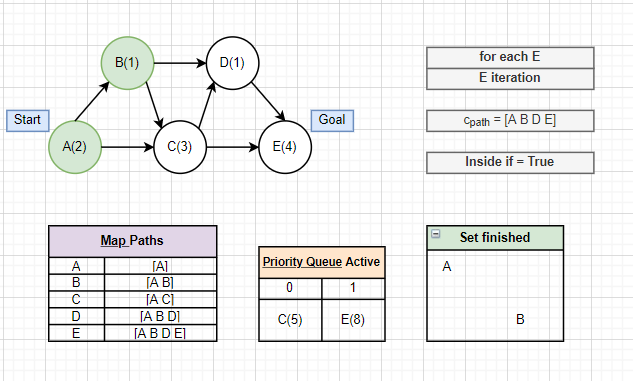 for each E
B(1)
D(1)
E iteration
Start
Goal
Cpath = [A B D E]
A(2)
C(3)
E(4)
Inside if = True
Map Paths
Priority Queue Active
Set finished
A [A]
B [A B]
C [A C]
D [A B D]
E [A B D E]
0 1
C(5) E(8)
A
B